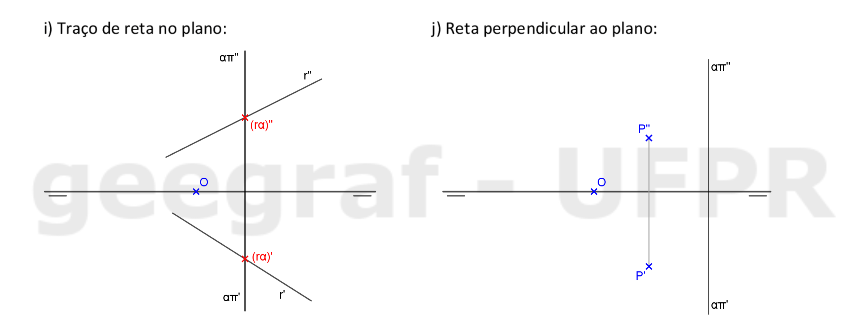 i) Traço de reta no plano:
απ''
r''
(rα)''
O
(rα)'
απ'
r'
j) Reta perpendicular ao plano:
απ''
P''
O
P'
απ'
geegraf - UFPR